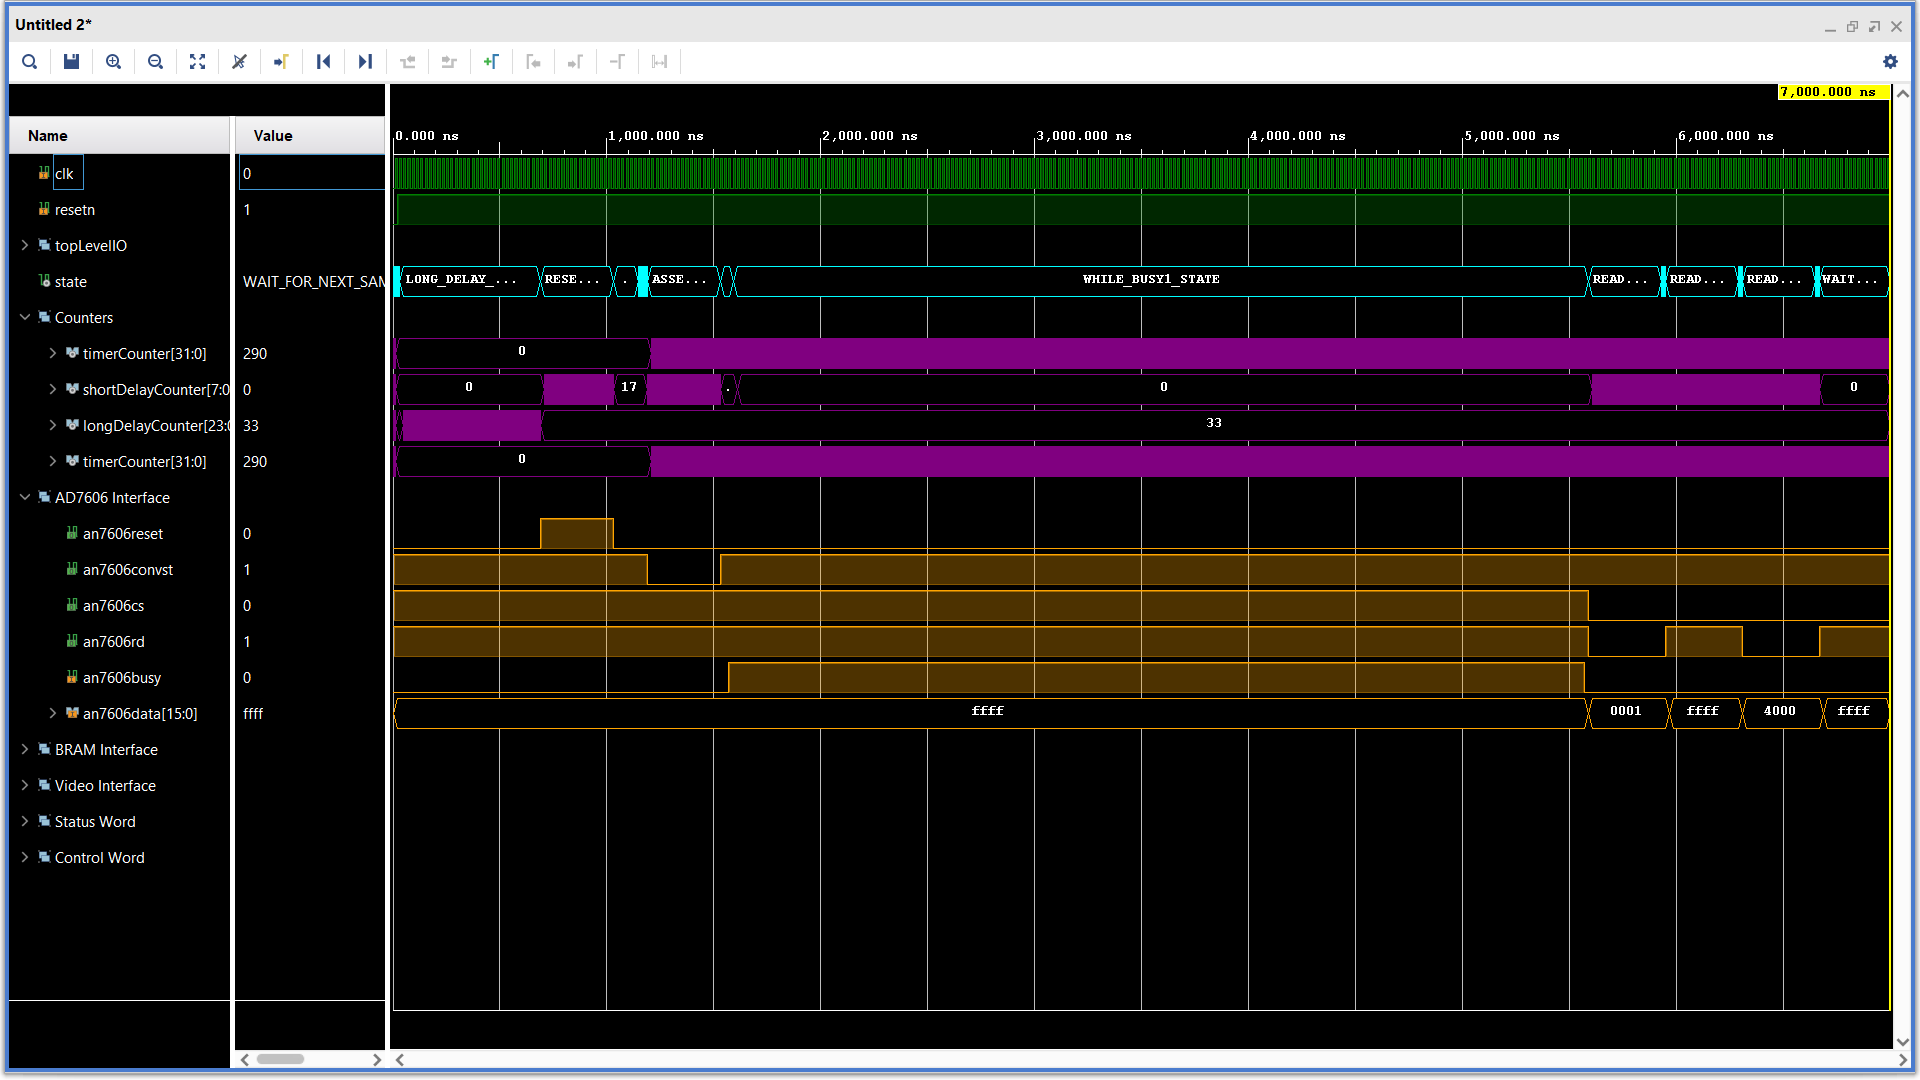 Untitled 2*
7,000.000 ns
Name
Value
0.000 ns
1,000.000 ns
2,000.000 ns
3,000.000 ns
4,000.000 ns
5,000.000 ns
6,000.000 ns
clk
0
resetn
1
topLevelIO
state
WAIT_FOR_NEXT_SAM
LONG_DELAY_...
RESE...
.
ASSE...
WHILE_BUSY1_STATE
READ...
READ...
READ...
WAIT...
Counters
timerCounter[31:0]
290
0
shortDelayCounter[7:0
0
0
17
.
0
0
longDelayCounter[23:0
33
33
timerCounter[31:0]
290
0
AD7606 Interface
an7606reset
0
an7606convst
1
an7606cs
0
an7606rd
1
an7606busy
0
an7606data[15:0]
ffff
ffff
0001
ffff
4000
ffff
BRAM Interface
Video Interface
Status Word
Control Word